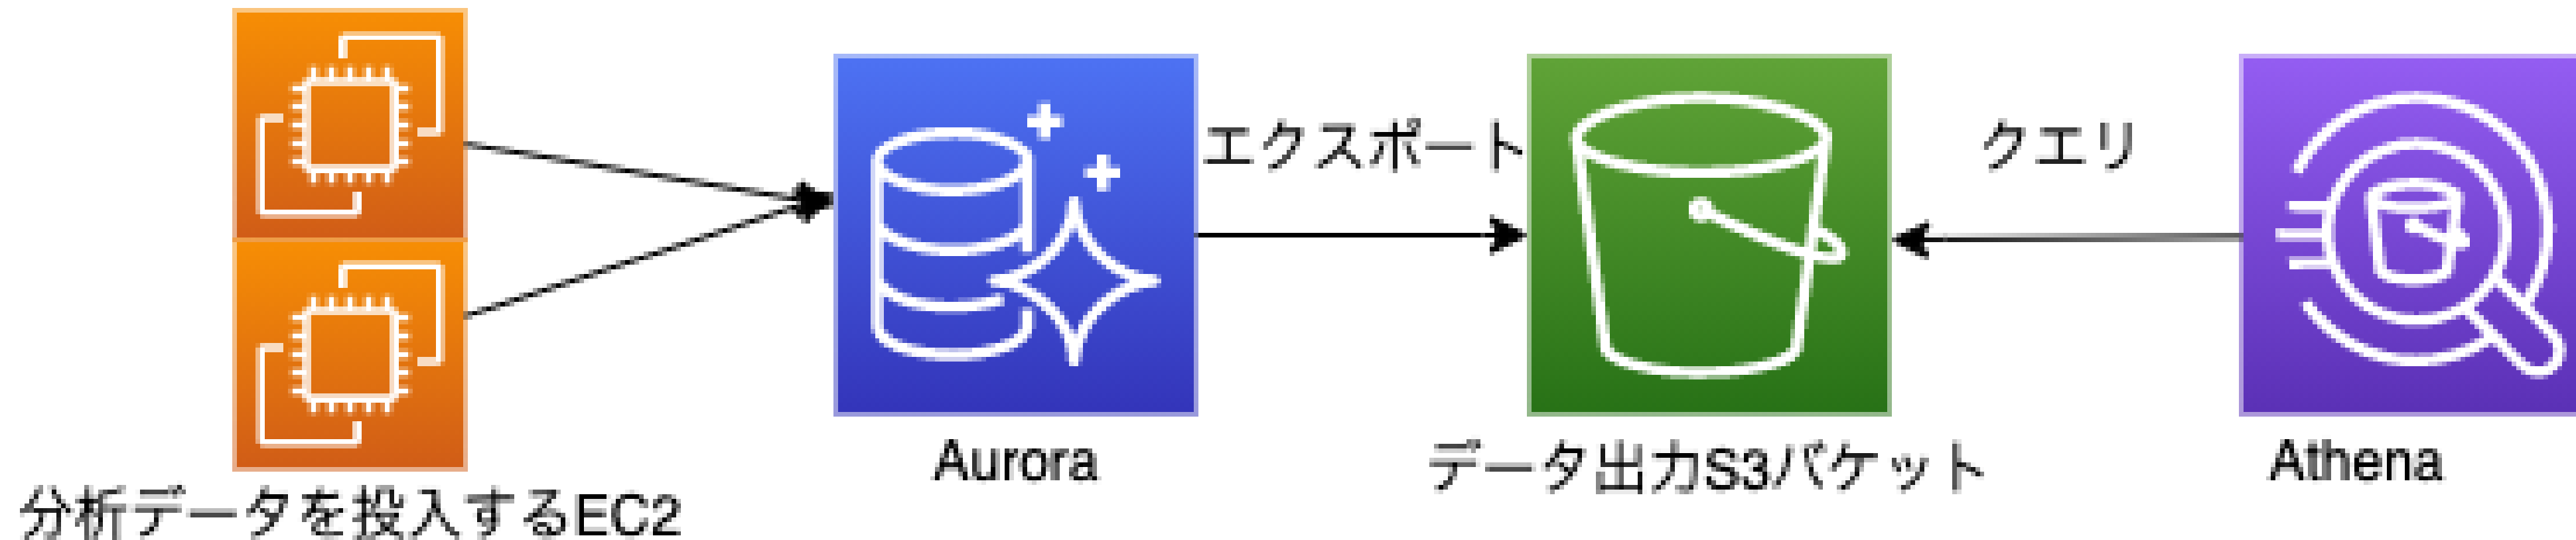 エクスポート
クエリ
Aurora
データ出力S3バケット
Athena
分析データを投入するEC2